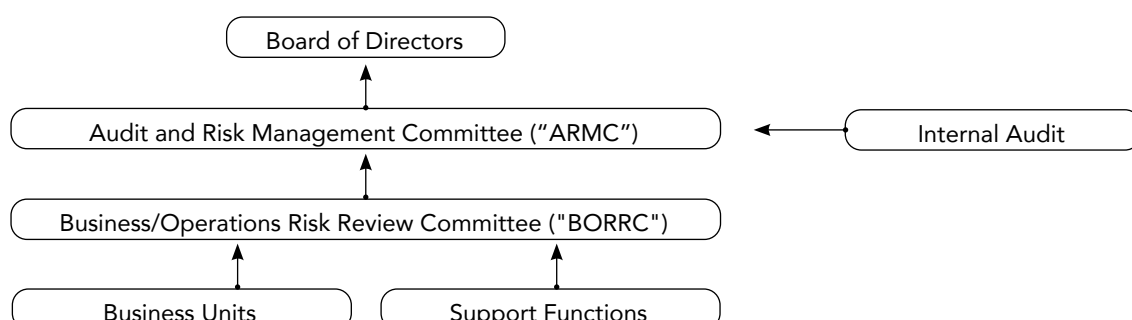 Board of Directors
Audit and Risk Management Committee (“ARMC”)
Internal Audit
Business/Operations Risk Review Committee ("BORRC")
Business Units
Support Functions